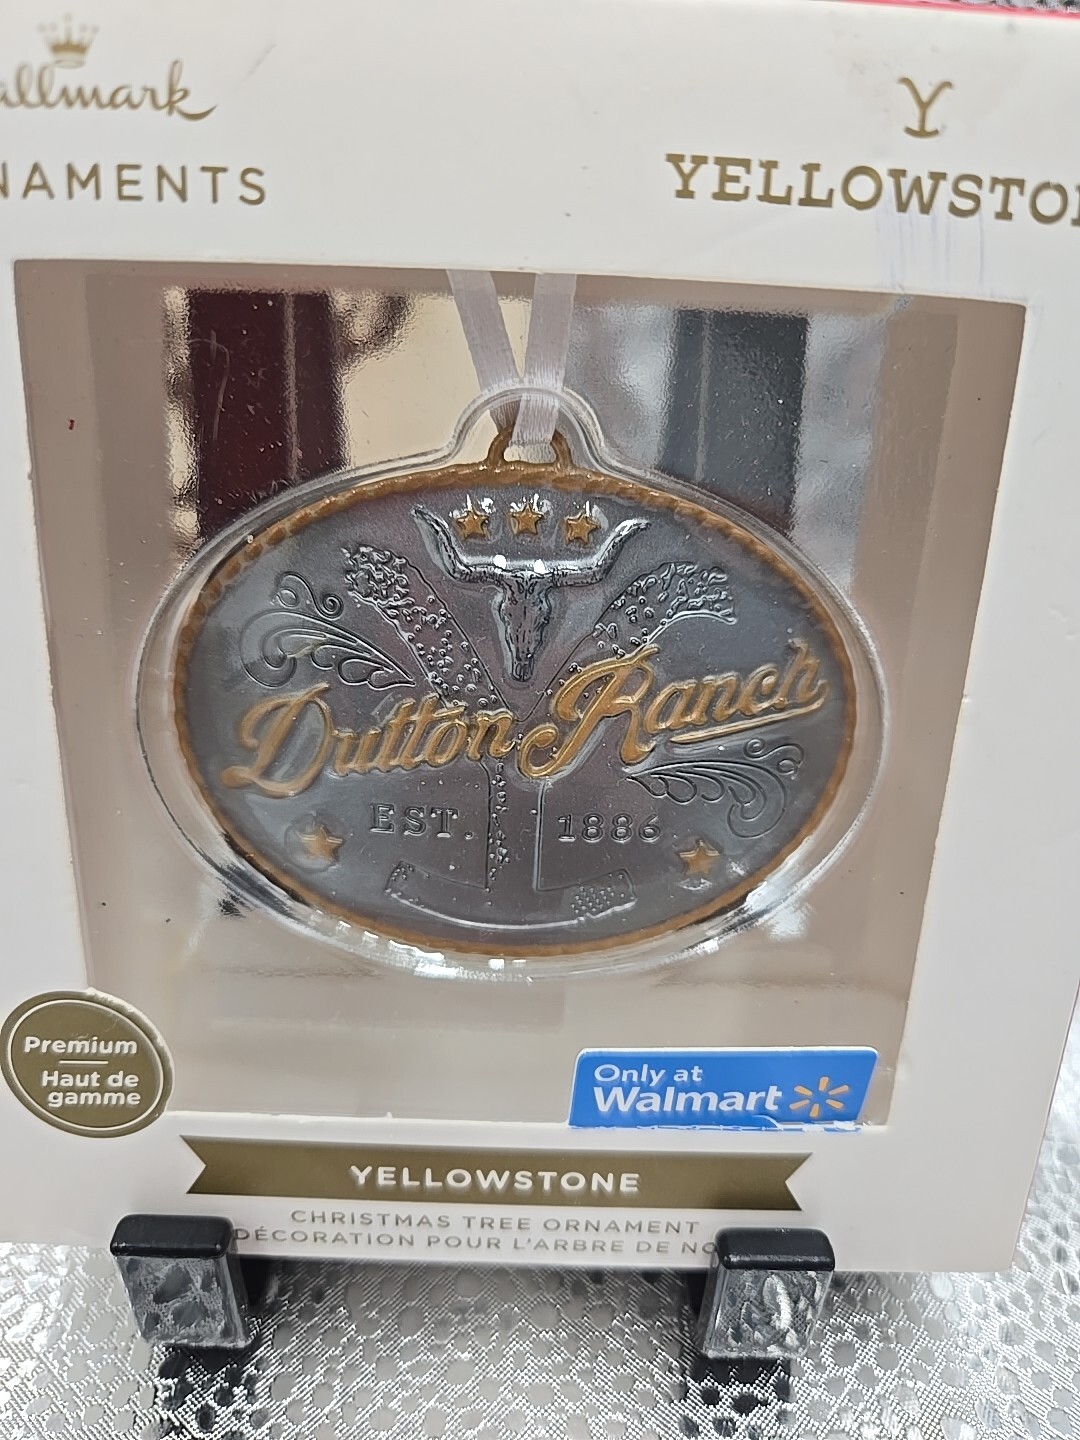 allmark
NAMENTS
Y
YELLOWSTO
Dutton Ranch
EST. 1886
Premium
Haut de
gamme
Only at
Walmart
YELLOWSTONE
CHRISTMAS TREE ORNAMENT
DÉCORATION POUR L'ARBRE DE NO